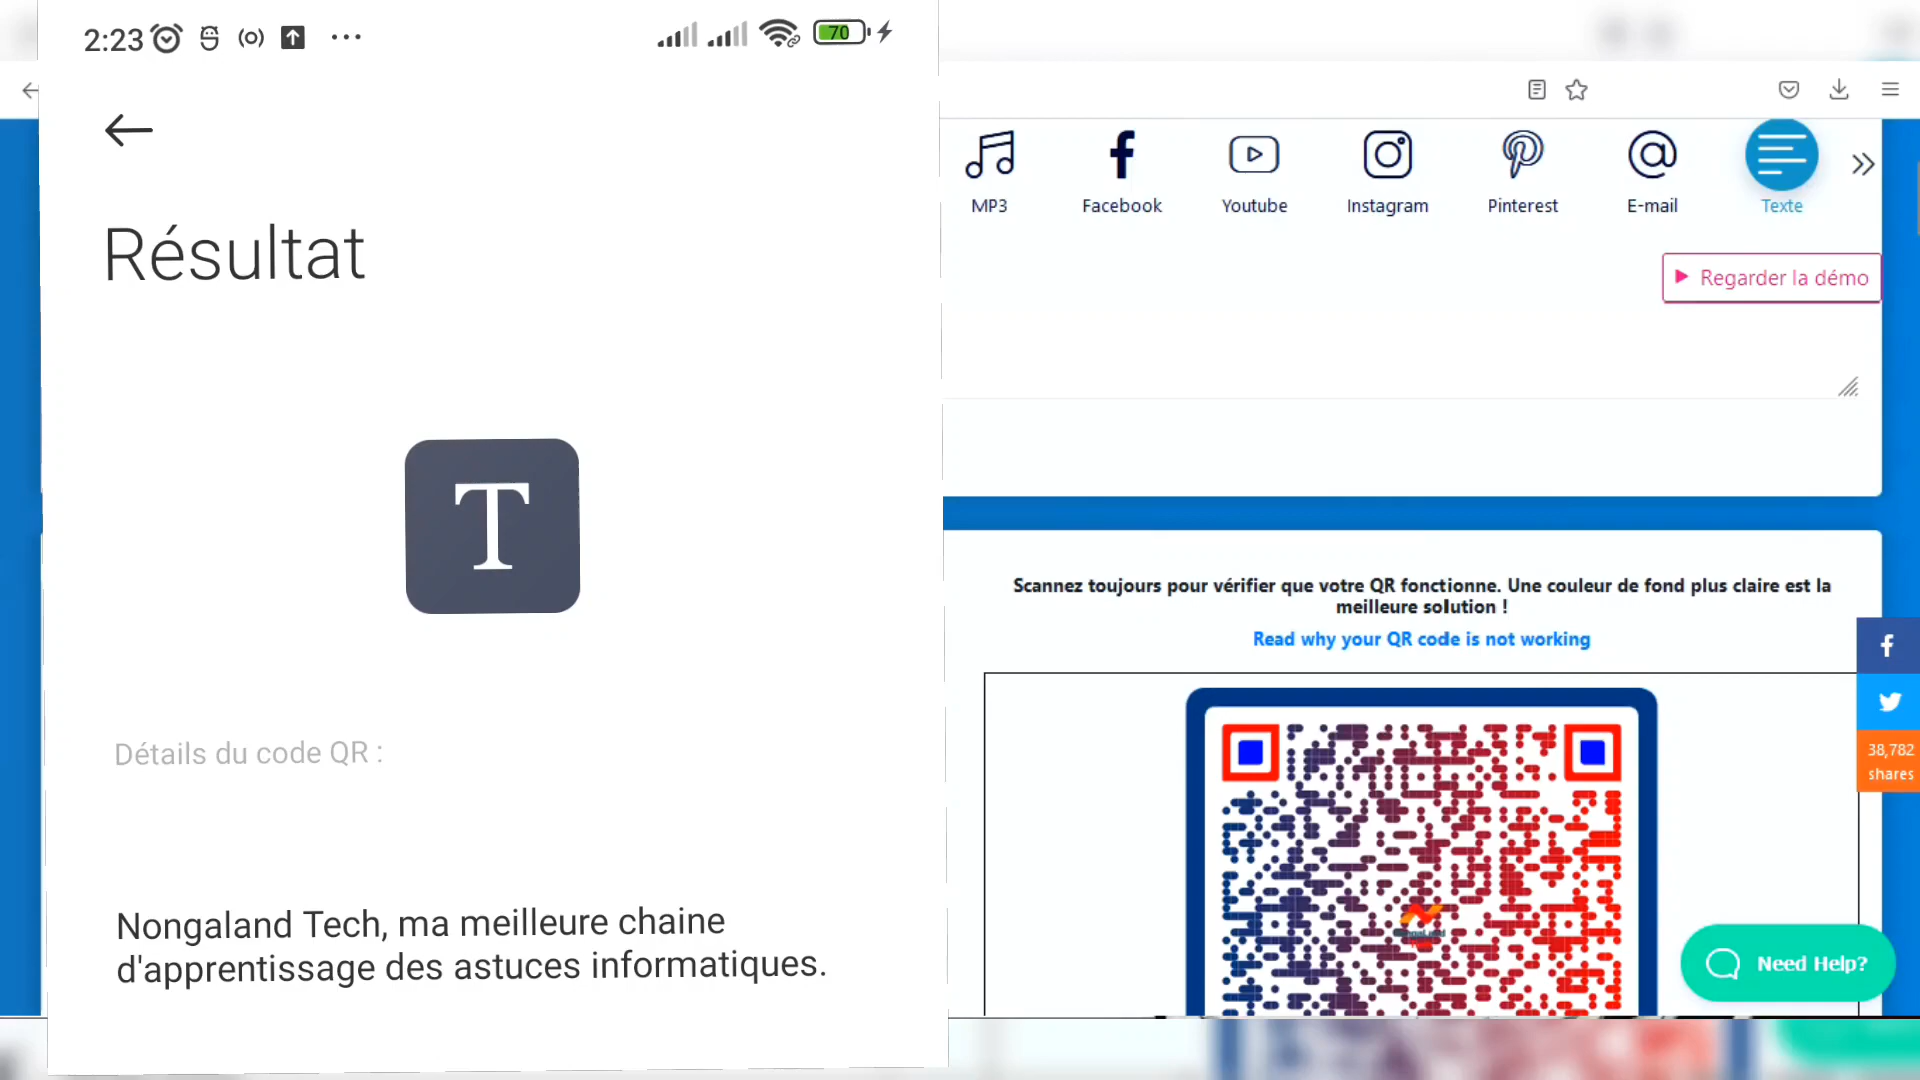 2:23
70
Résultat
T
Détails du code QR :
Nongaland Tech, ma meilleure chaine
d'apprentissage des astuces informatiques.
MP3
Facebook
Youtube
Instagram
Pinterest
E-mail
Texte
Regarder la démo
Scannez toujours pour vérifier que votre QR fonctionne. Une couleur de fond plus claire est la
meilleure solution !
Read why your QR code is not working
38,782
shares
Need Help?